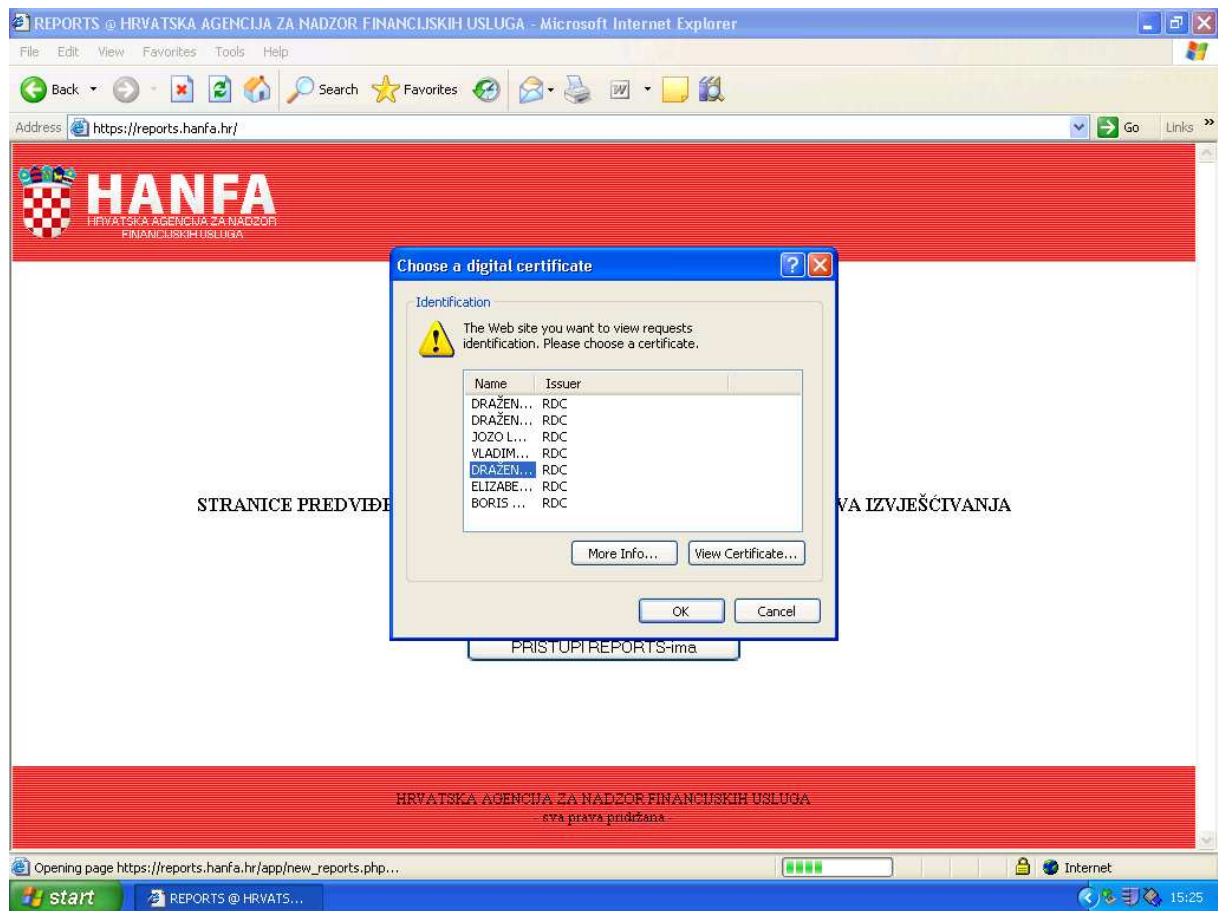 REPORTS @ HRVATSKA AGENCIJA ZA NADZOR FINANCIJSKIH USLUGA - Microsoft Internet Explorer
File Edit View Favorites Tools Help
Back Search Favorites
Address https://reports.hanfa.hr/ Go Links »
HANFA
HRVATSKA AGENCIJA ZA NADZOR
FINANCIJSKIH USLUGA
Choose a digital certificate
Identification
The Web site you want to view requests
identification. Please choose a certificate.
Name Issuer
DRAŽEN... RDC
DRAŽEN... RDC
JOZO L... RDC
VLADIM... RDC
DRAŽEN... RDC
ELIZABE... RDC
BORIS ... RDC
More Info... View Certificate...
OK Cancel
STRANICE PREDVIĐE VA IZVJEŠĆIVANJA
PRISTUPI REPORTS-ima
HRVATSKA AGENCIJA ZA NADZOR FINANCIJSKIH USLUGA
- sva prava pridržana -
Opening page https://reports.hanfa.hr/app/new_reports.php... Internet
start REPORTS @ HRVATS... 15:25